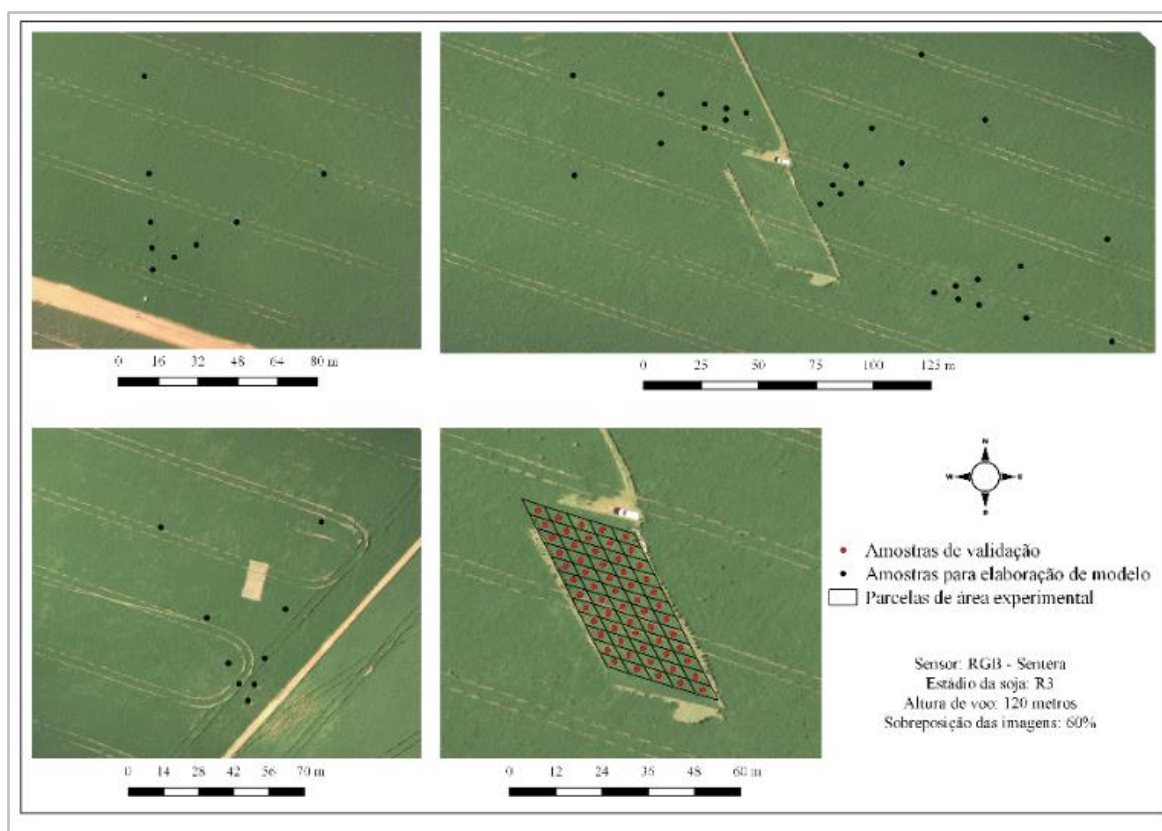 0 16 32 48 64 80 m
0 25 50 75 100 125 m
N
W E
S
Amostras de validação
Amostras para elaboração de modelo
Parcelas de área experimental
Sensor: RGB - Sentera
Estádio da soja: R3
Altura de voo: 120 metros
Sobreposição das imagens: 60%
0 14 28 42 56 70 m
0 12 24 36 48 60 m